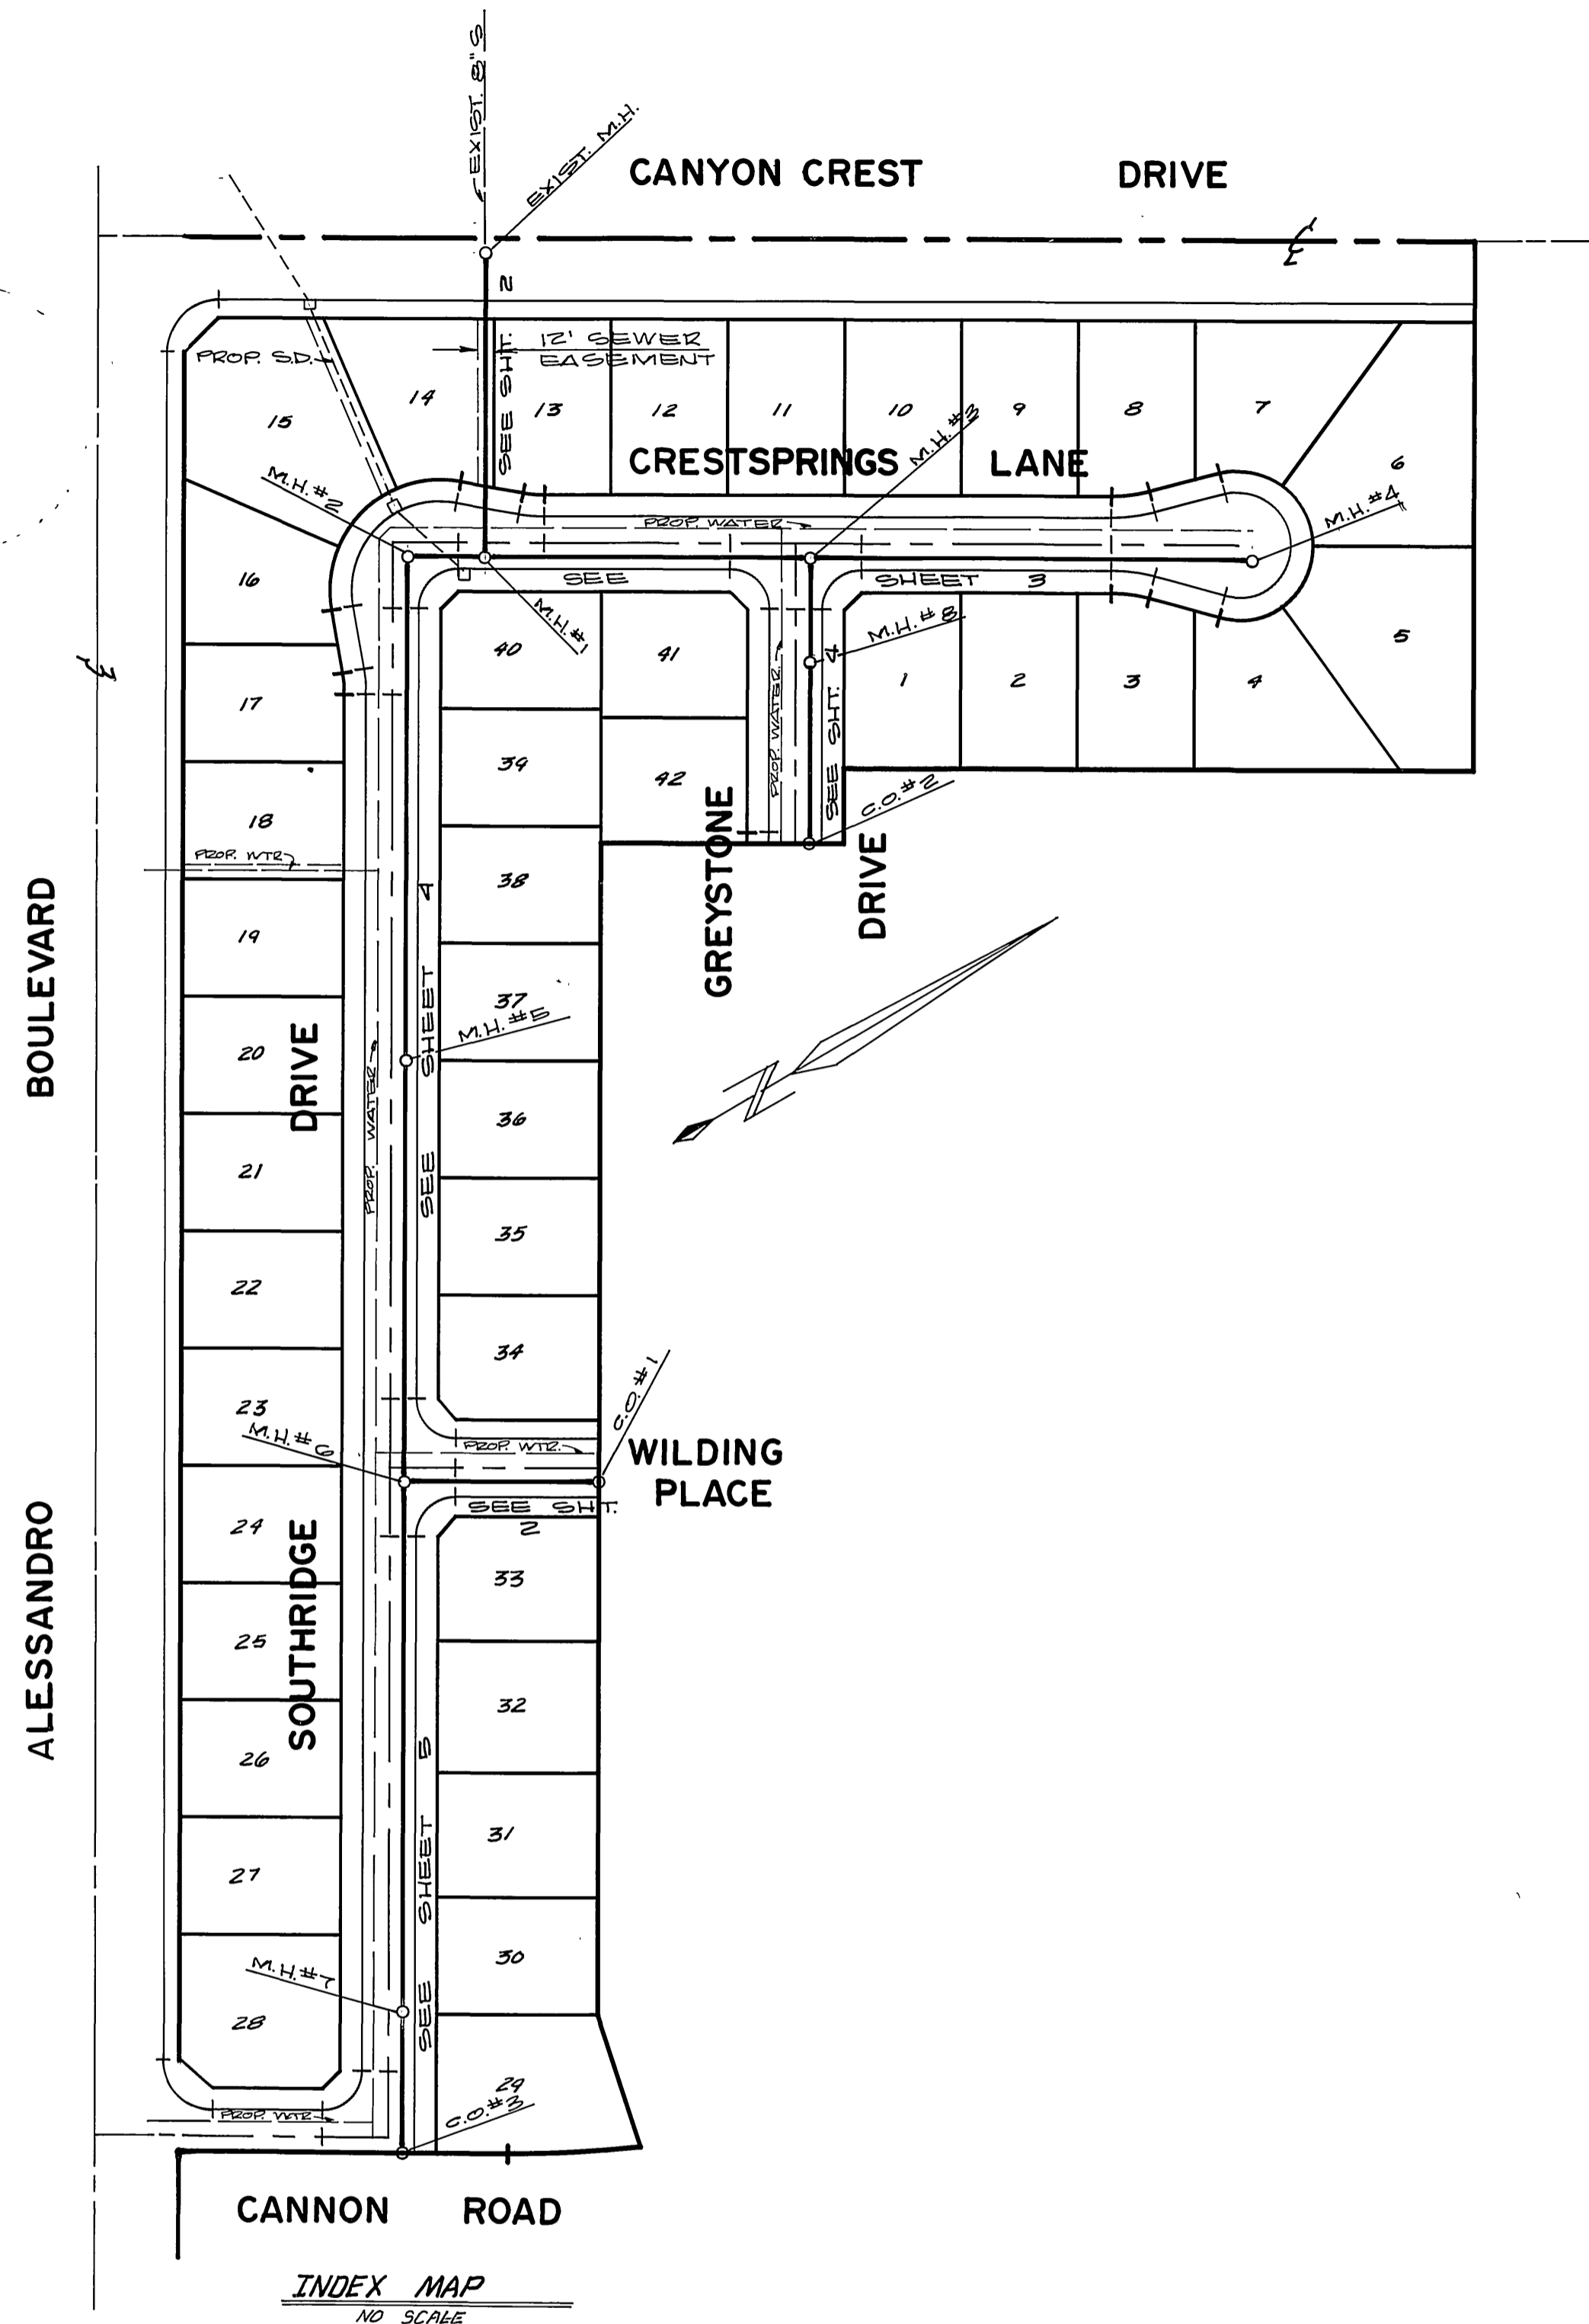 EXIST. 8" S
EXIST. M.H.
CANYON CREST DRIVE
2
SEE SHT.
12' SEWER
EASEMENT
PROP. S.D.
15
14
13
12
11
10
9
8
7
6
M.H. #3
CRESTSPRINGS LANE
M.H. #2
M.H. #4
PROP. WATER
SEE SHEET 3
M.H. #1
M.H. #8
16
40
41
1
2
3
4
5
17
39
42
PROP. WATER
SEE SHT. 4
C.O. #2
18
PROP. WTR.
38
GREYSTONE DRIVE
19
37
M.H. #5
N
20
36
21
35
22
34
23
M.H. #6
C.O. #1
PROP. WTR.
WILDING
PLACE
SEE SHT.
2
24
33
25
32
26
31
27
30
M.H. #7
28
29
C.O. #3
PROP. WTR.
SEE SHEET 4
SEE SHEET 5
PROP. WATER
SOUTHRIDGE DRIVE
ALESSANDRO BOULEVARD
CANNON ROAD
INDEX MAP
NO SCALE